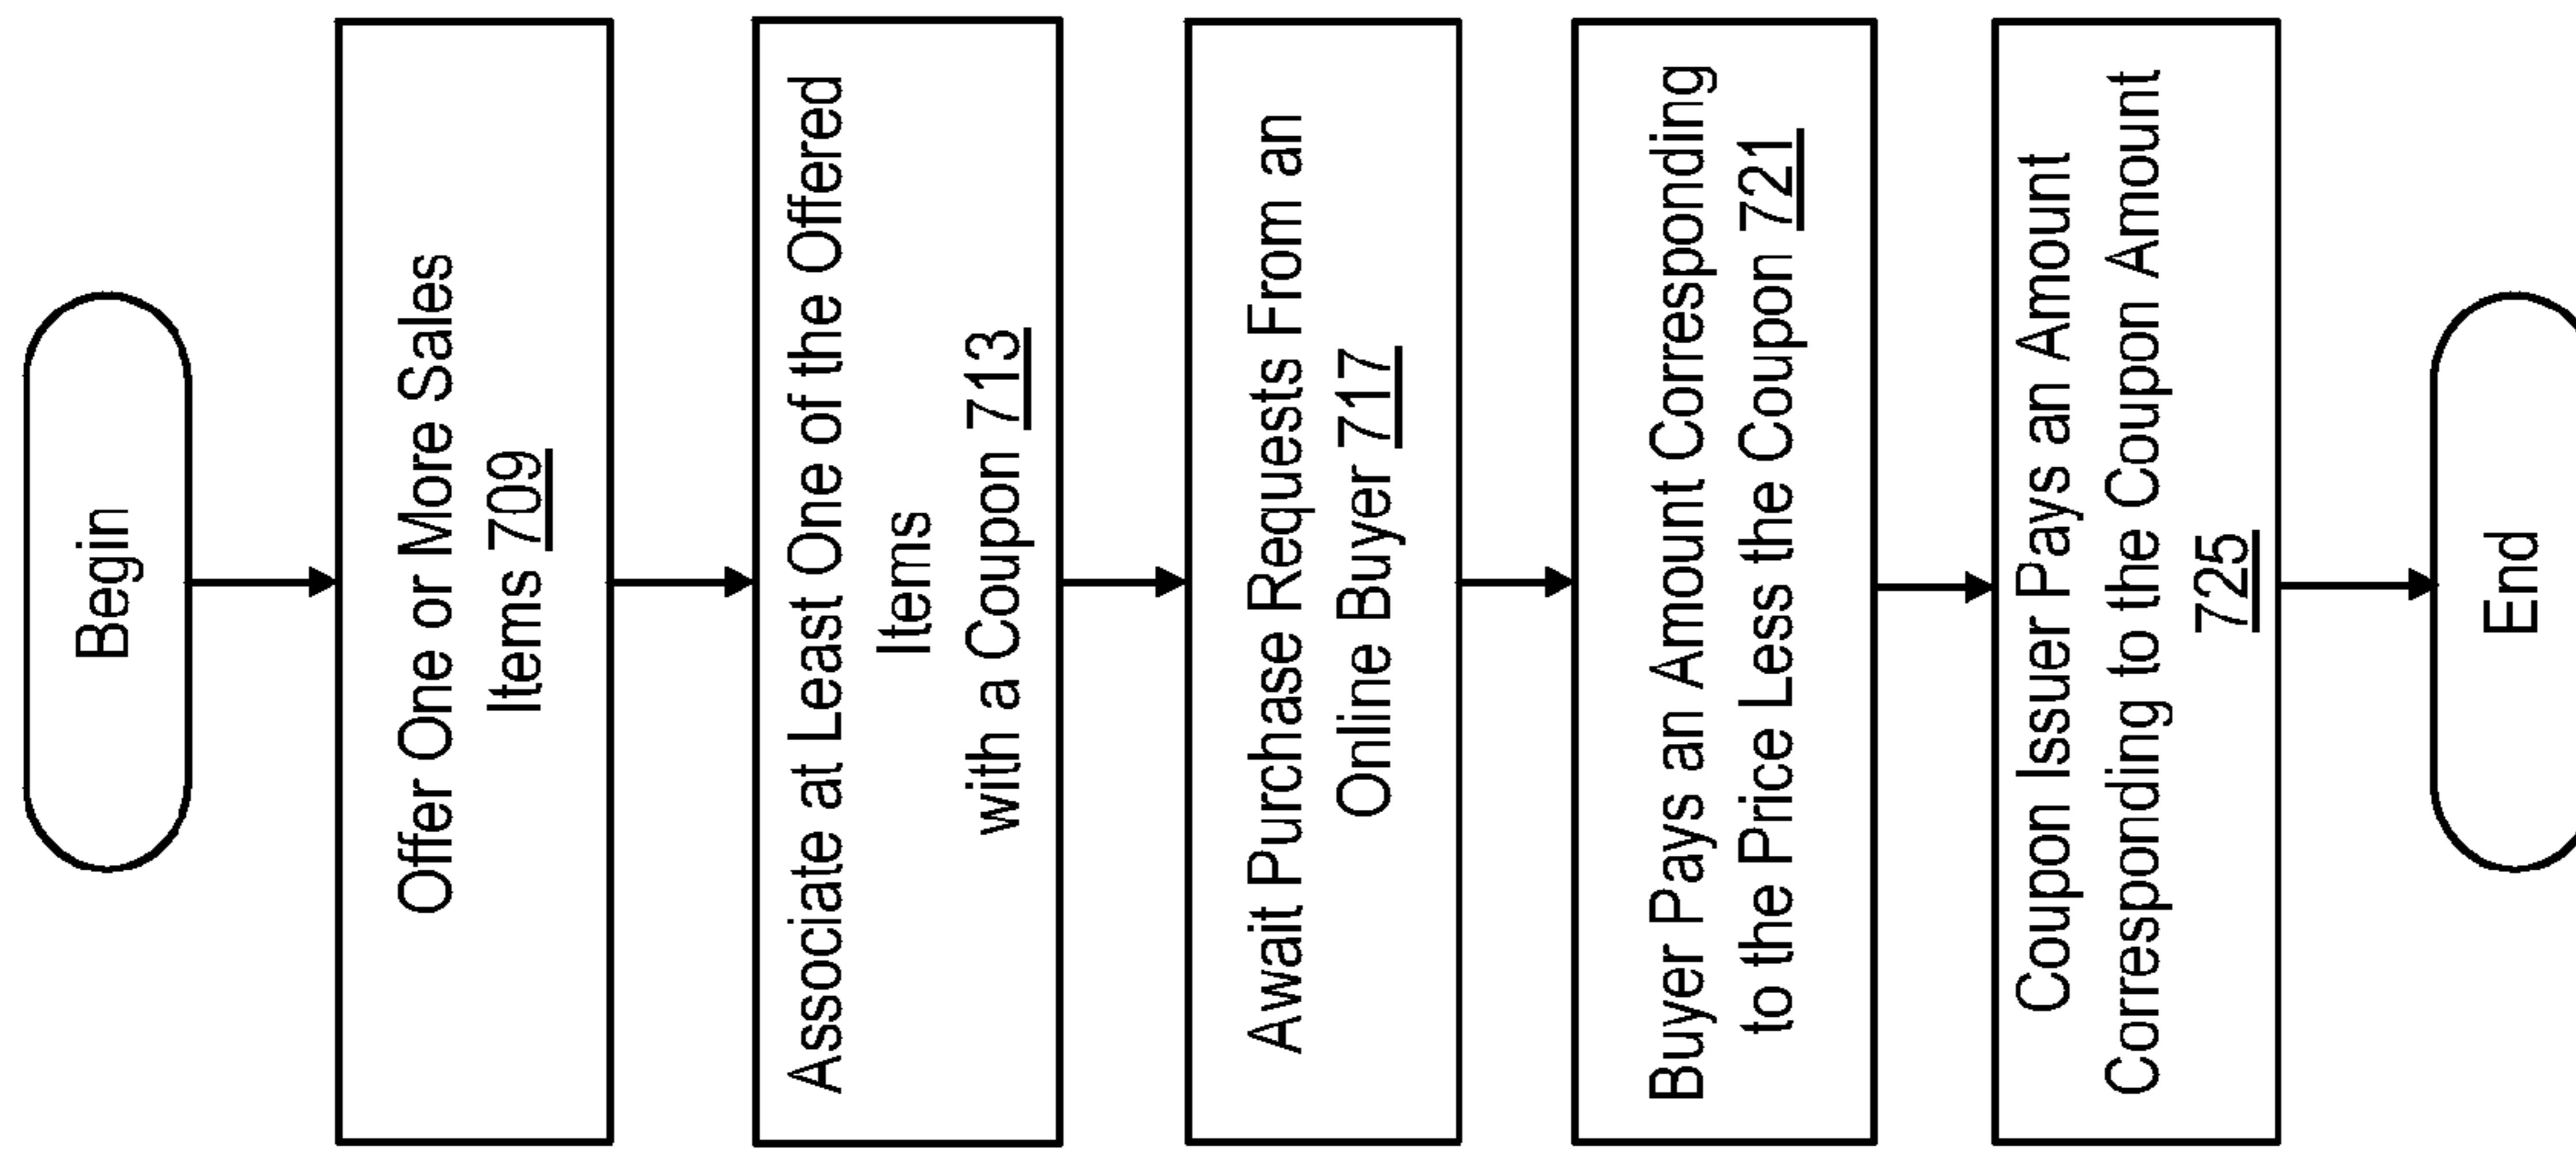 Begin
Offer One or More Sales
Items 709
Associate at Least One of the Offered
Items
with a Coupon 713
Await Purchase Requests From an
Online Buyer 717
Buyer Pays an Amount Corresponding
to the Price Less the Coupon 721
Coupon Issuer Pays an Amount
Corresponding to the Coupon Amount
725
End